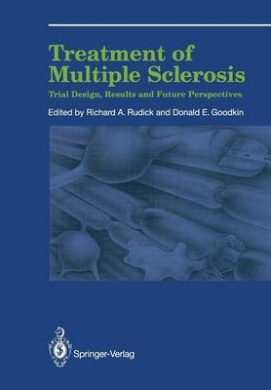 Treatment of
Multiple Sclerosis
Trial Design, Results and Future Perspectives
Edited by Richard A. Rudick and Donald E. Goodkin
Springer-Verlag